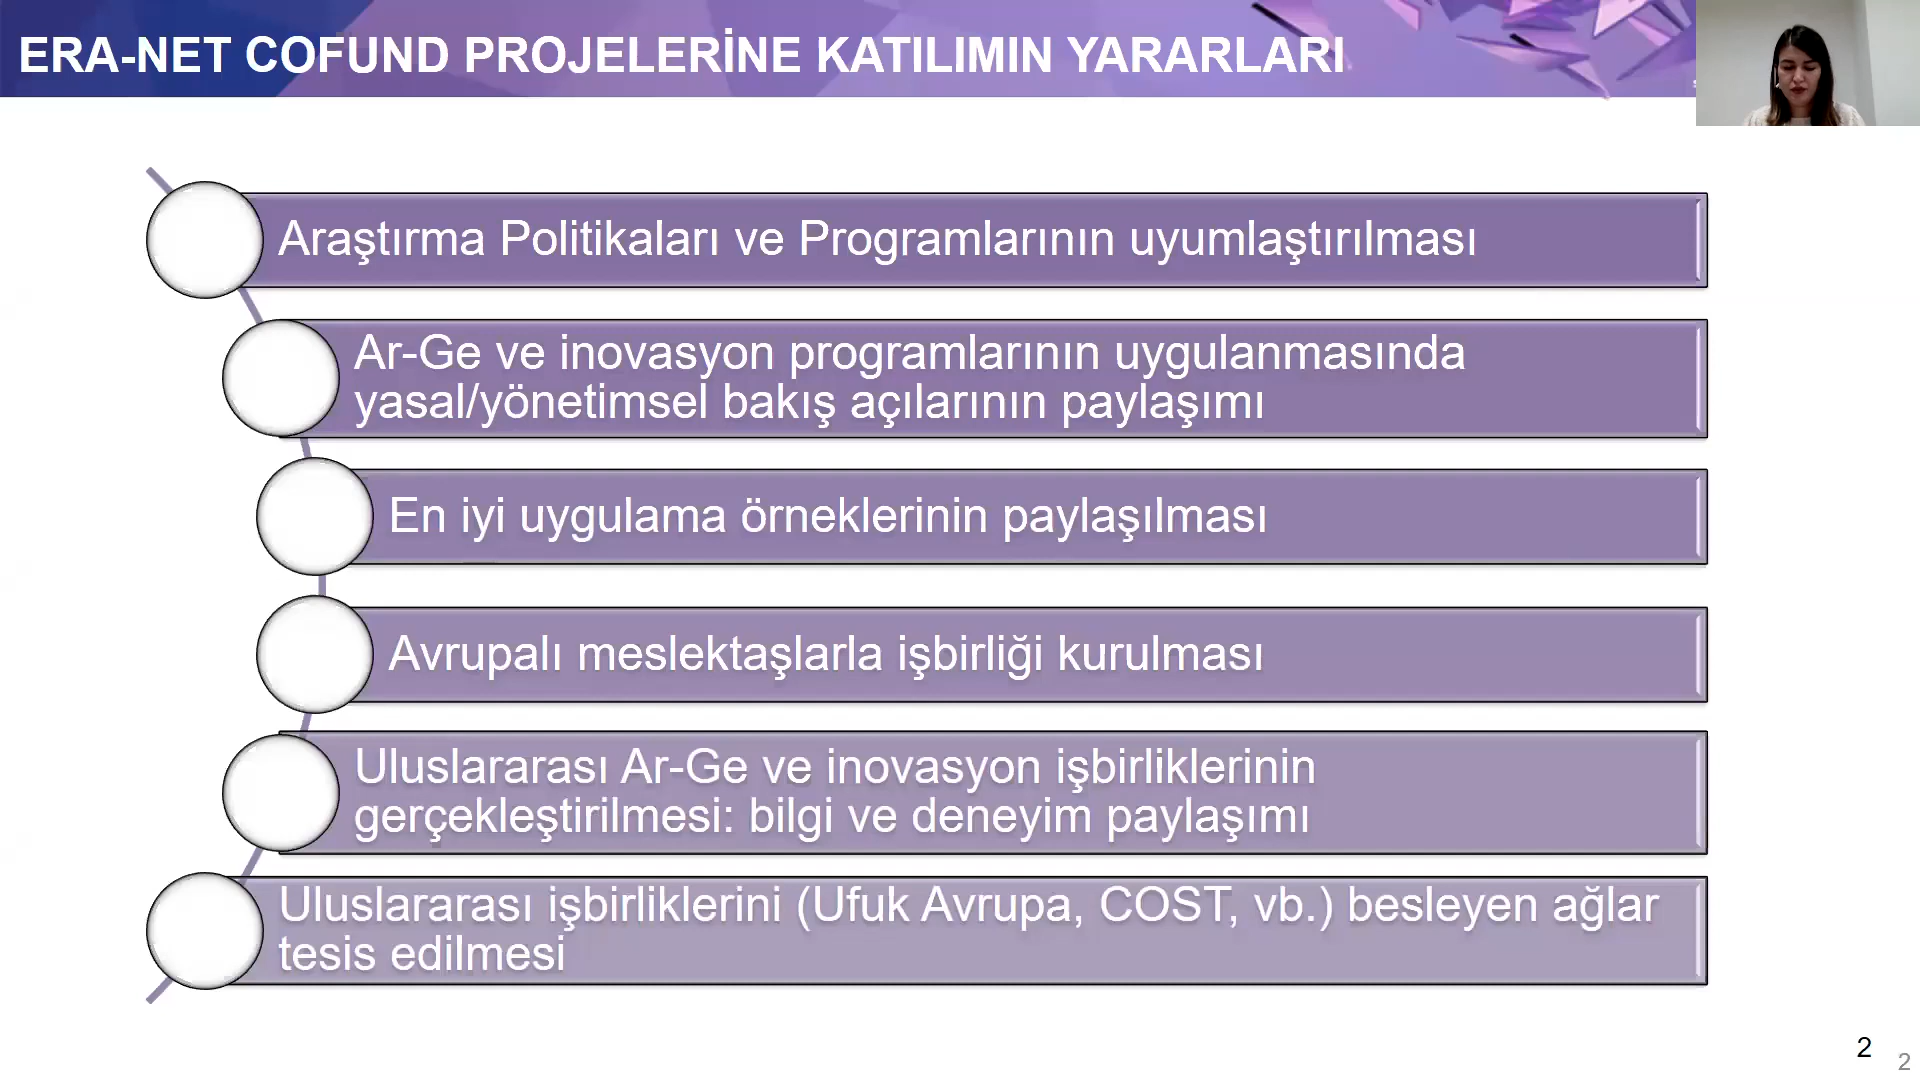 ERA-NET COFUND PROJELERİNE KATILIMIN YARARLARI
Araştırma Politikaları ve Programlarının uyumlaştırılması
Ar-Ge ve inovasyon programlarının uygulanmasında
yasal/yönetimsel bakış açılarının paylaşımı
En iyi uygulama örneklerinin paylaşılması
Avrupalı meslektaşlarla işbirliği kurulması
Uluslararası Ar-Ge ve inovasyon işbirliklerinin
gerçekleştirilmesi: bilgi ve deneyim paylaşımı
Uluslararası işbirliklerini (Ufuk Avrupa, COST, vb.) besleyen ağlar
tesis edilmesi
2
2